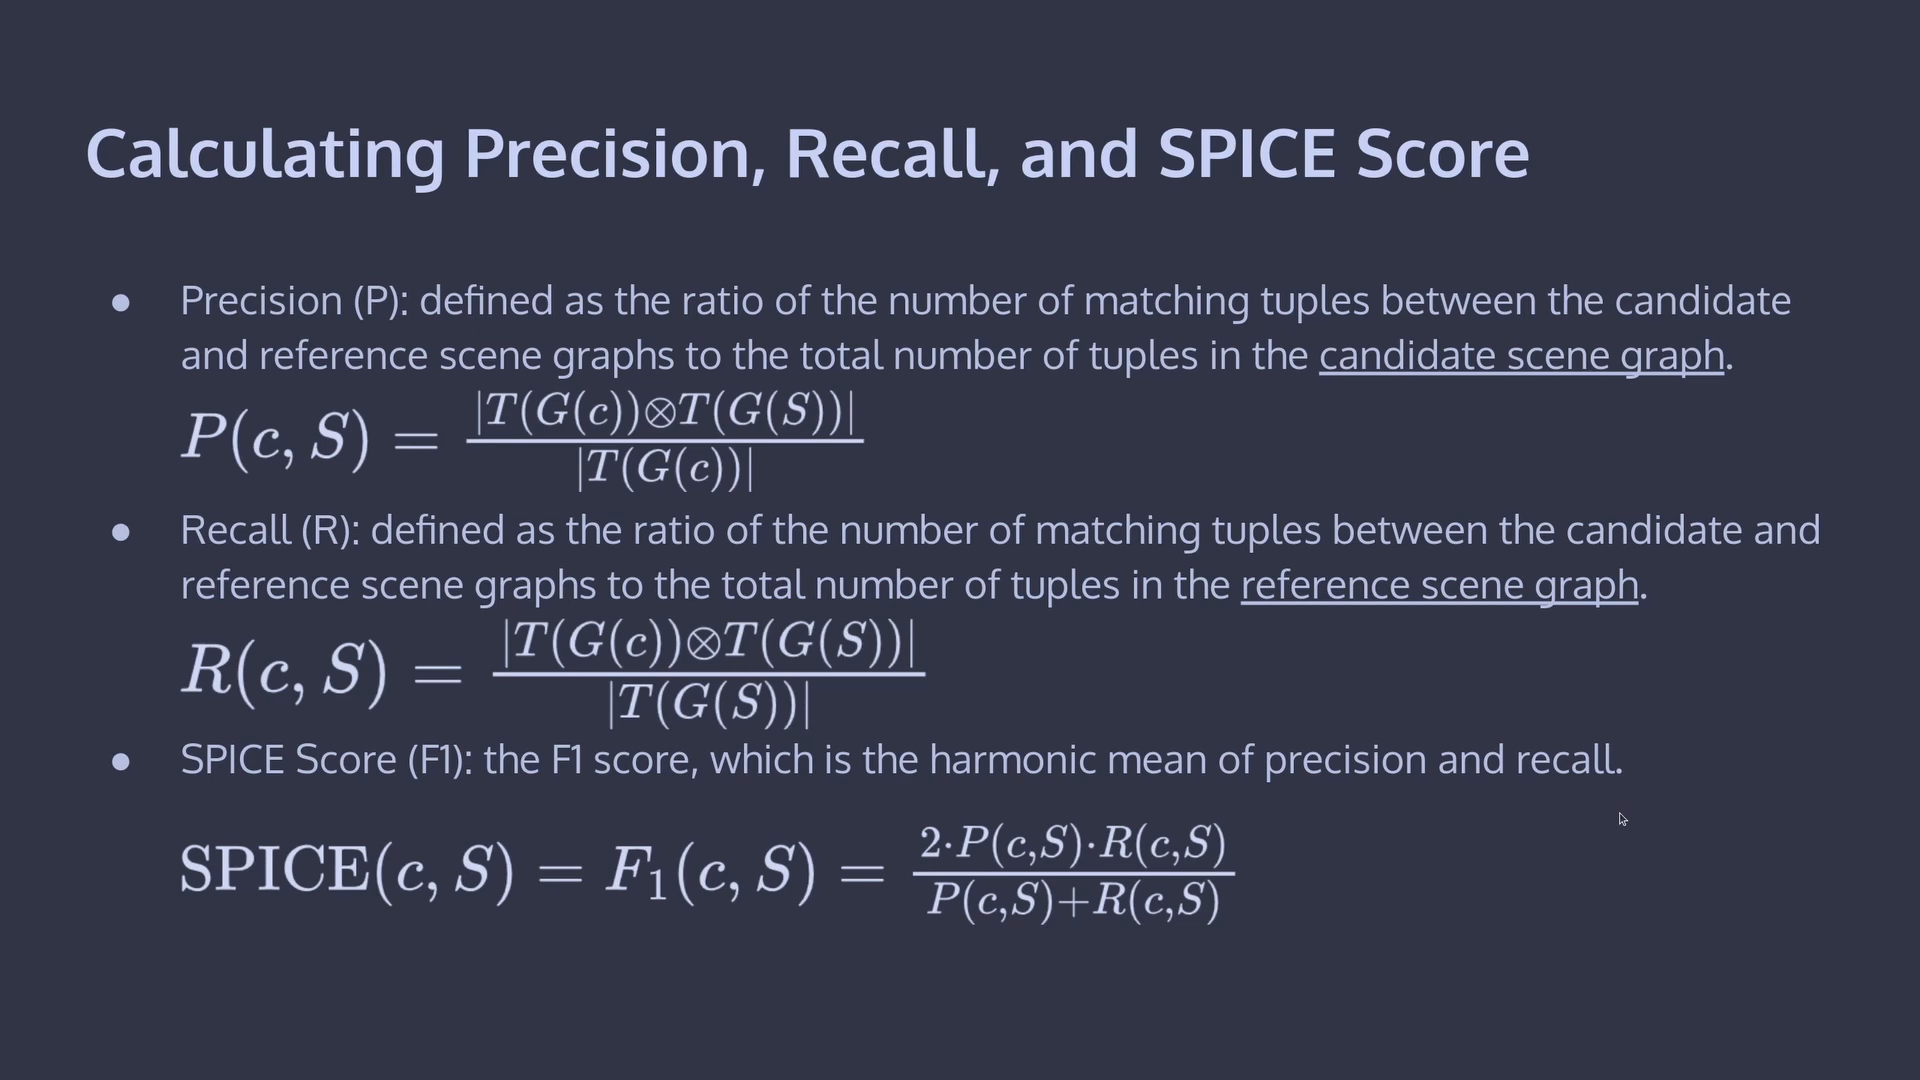 Calculating Precision, Recall, and SPICE Score
● Precision (P): defined as the ratio of the number of matching tuples between the candidate
and reference scene graphs to the total number of tuples in the candidate scene graph.
P(c, S) = |T(G(c))⊗T(G(S))| / |T(G(c))|
● Recall (R): defined as the ratio of the number of matching tuples between the candidate and
reference scene graphs to the total number of tuples in the reference scene graph.
R(c, S) = |T(G(c))⊗T(G(S))| / |T(G(S))|
● SPICE Score (F1): the F1 score, which is the harmonic mean of precision and recall.
SPICE(c, S) = F₁(c, S) = 2·P(c,S)·R(c,S) / P(c,S)+R(c,S)